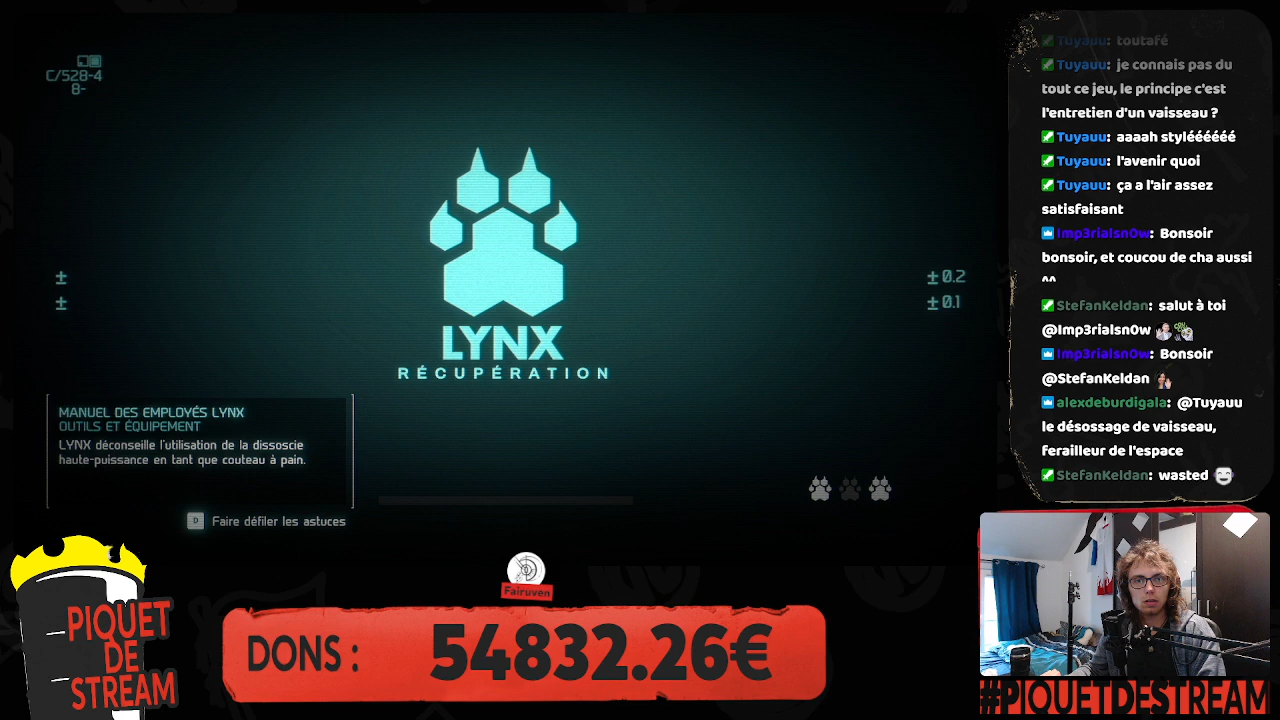 C/528-4
8-
±
±
±0.2
±0.1
LYNX
RÉCUPÉRATION
MANUEL DES EMPLOYÉS LYNX
OUTILS ET ÉQUIPEMENT
LYNX déconseille l'utilisation de la dissoscie
haute-puissance en tant que couteau à pain.
D Faire défiler les astuces
Tuyauu: toutafé
Tuyauu: je connais pas du
tout ce jeu, le principe c'est
l'entretien d'un vaisseau ?
Tuyauu: aaaah styléééééé
Tuyauu: l'avenir quoi
Tuyauu: ça a l'air assez
satisfaisant
Imp3rialsn0w: Bonsoir
bonsoir, et coucou de cha aussi
^^
StefanKeldan: salut à toi
@Imp3rialsn0w
Imp3rialsn0w: Bonsoir
@StefanKeldan
alexdeburdigala: @Tuyauu
le désossage de vaisseau,
ferailleur de l'espace
StefanKeldan: wasted
PIQUET
DE
STREAM
Fairuven
DONS : 54832.26€
#PIQUETDESTREAM